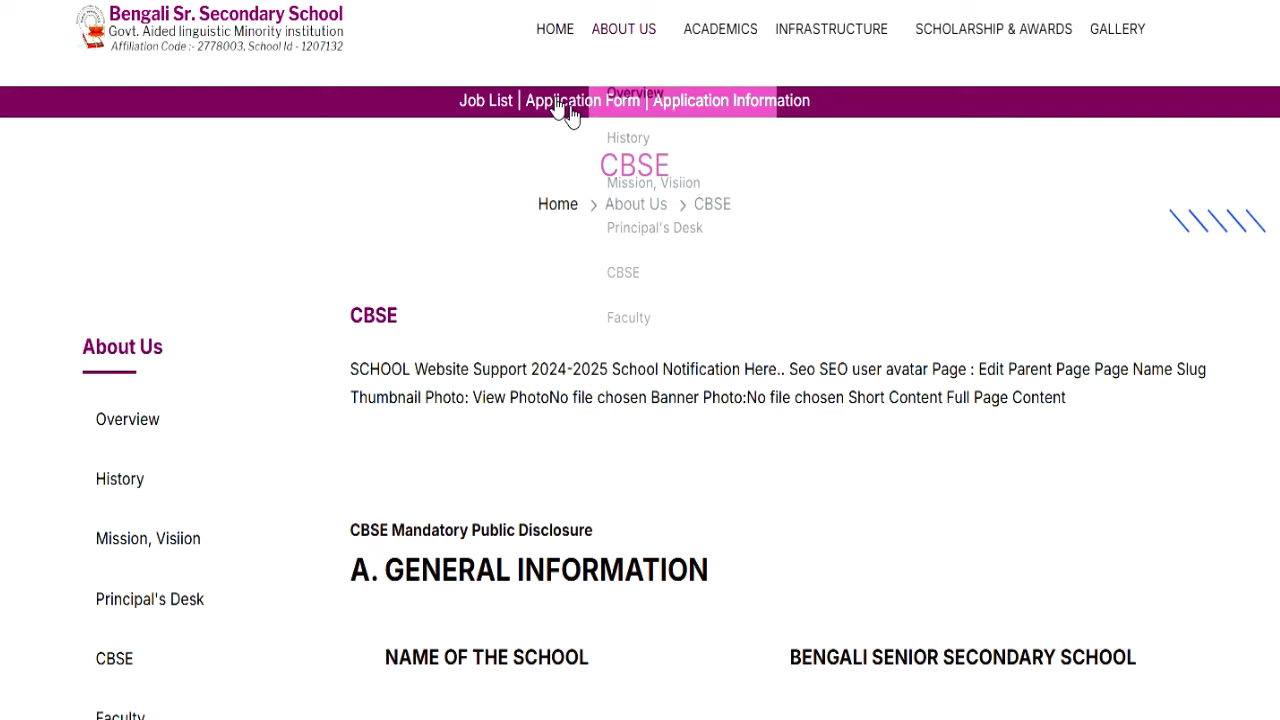 Bengali Sr. Secondary School
Govt. Aided linguistic Minority institution
Affiliation Code :- 2778003, School Id - 1207132
HOME ABOUT US ACADEMICS INFRASTRUCTURE SCHOLARSHIP & AWARDS GALLERY
Job List | Application Form | Application Information
Overview
History
CBSE
Mission, Visiion
Home > About Us > CBSE
Principal's Desk
CBSE
Faculty
CBSE
About Us
SCHOOL Website Support 2024-2025 School Notification Here.. Seo SEO user avatar Page : Edit Parent Page Page Name Slug
Thumbnail Photo: View PhotoNo file chosen Banner Photo:No file chosen Short Content Full Page Content
Overview
History
Mission, Visiion
Principal's Desk
CBSE
Faculty
CBSE Mandatory Public Disclosure
A. GENERAL INFORMATION
NAME OF THE SCHOOL BENGALI SENIOR SECONDARY SCHOOL